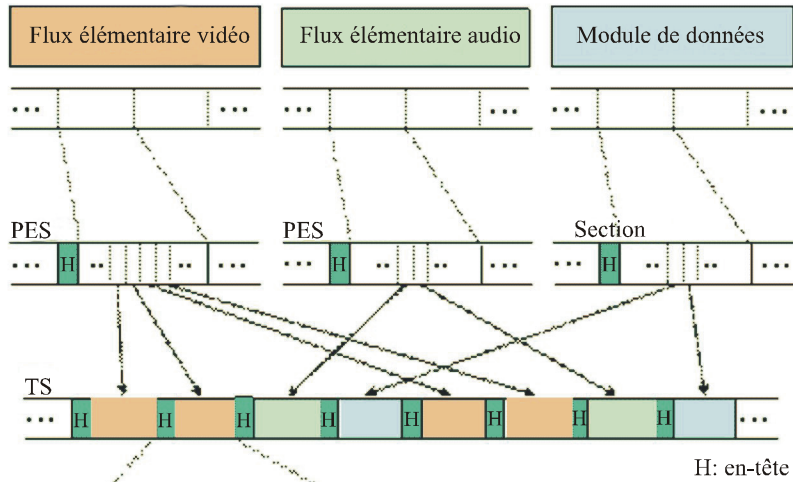 Flux élémentaire vidéo
Flux élémentaire audio
Module de données
... ...
... ...
... ...
PES
PES
Section
... H .. .. ...
... H .. .. ...
... H .. .. ...
TS
... H H H H H H H H ...
H: en-tête